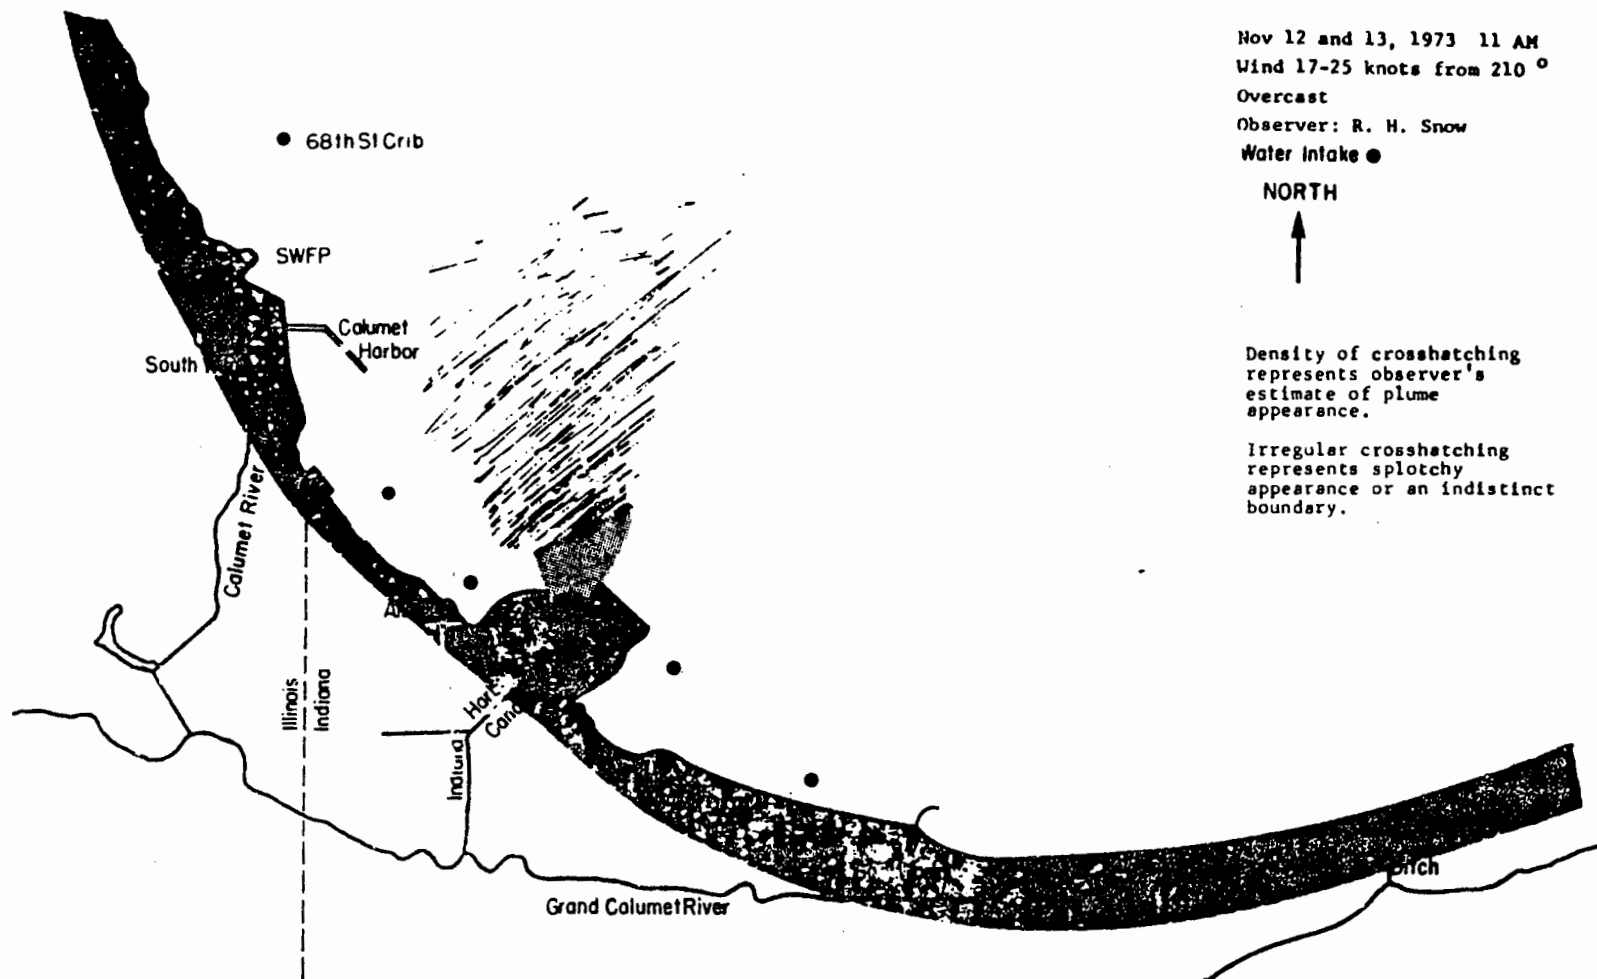 Nov 12 and 13, 1973 11 AM
Wind 17-25 knots from 210 °
Overcast
Observer: R. H. Snow
Water Intake ●
NORTH
68th St Crib
SWFP
Calumet
Harbor
South
Density of crosshatching
represents observer's
estimate of plume
appearance.
Irregular crosshatching
represents splotchy
appearance or an indistinct
boundary.
Calumet River
Illinois
Indiana
Indiana
Grand Calumet River